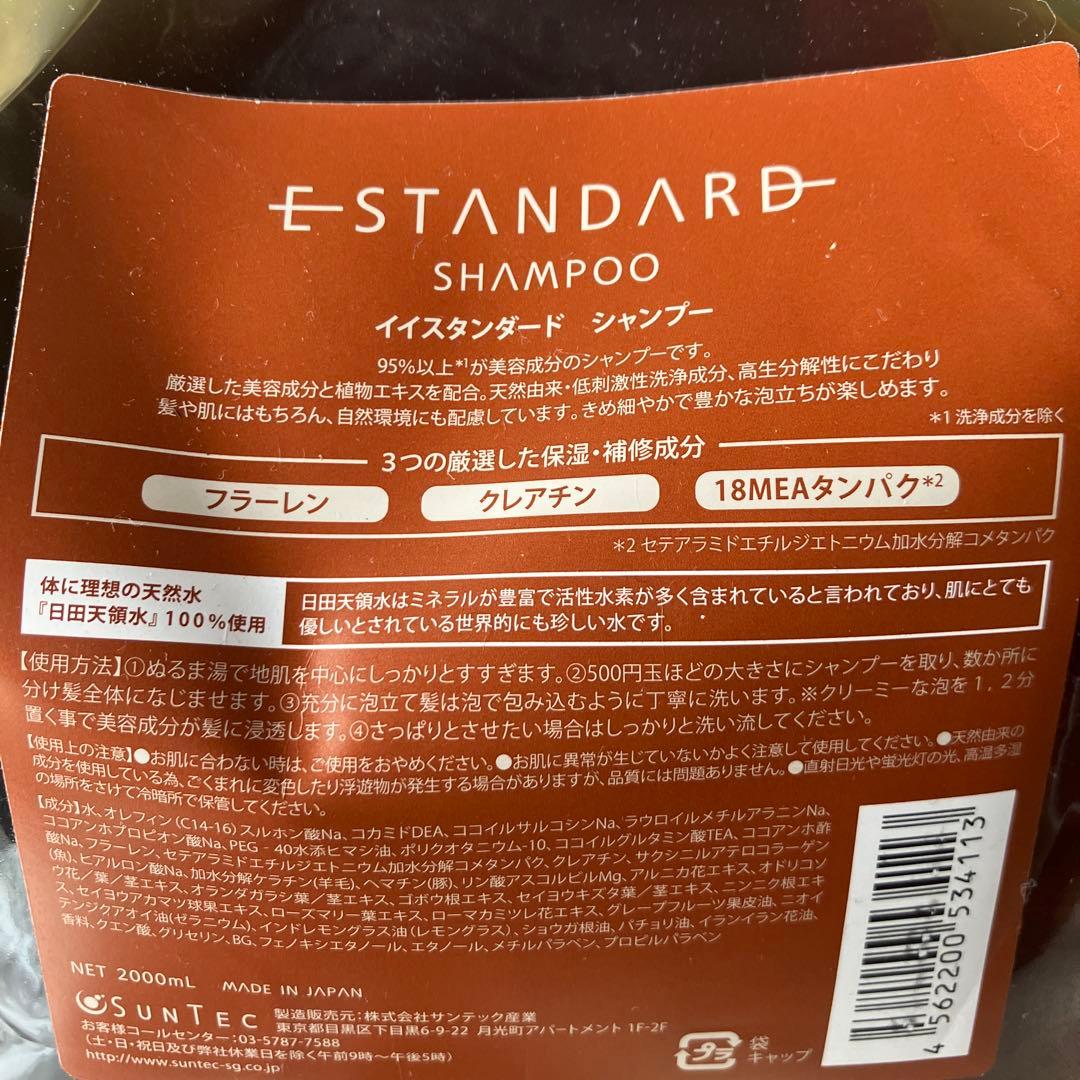 E STANDARD
SHAMPOO
イイスタンダード シャンプー
95%以上*1が美容成分のシャンプーです。
厳選した美容成分と植物エキスを配合。天然由来・低刺激性洗浄成分、高生分解性にこだわり
髪や肌にはもちろん、自然環境にも配慮しています。きめ細やかで豊かな泡立ちが楽しめます。
*1 洗浄成分を除く
3つの厳選した保湿・補修成分
フラーレン クレアチン 18MEAタンパク*2
*2 セテアラミドエチルジエトニウム加水分解コメタンパク
体に理想の天然水
『日田天領水』100%使用
日田天領水はミネラルが豊富で活性水素が多く含まれていると言われており、肌にとても
優しいとされている世界的にも珍しい水です。
【使用方法】①ぬるま湯で地肌を中心にしっかりとすすぎます。②500円玉ほどの大きさにシャンプーを取り、数か所に
分け髪全体になじませます。③充分に泡立て髪は泡で包み込むように丁寧に洗います。※クリーミーな泡を1,2分
置く事で美容成分が髪に浸透します。④さっぱりとさせたい場合はしっかりと洗い流してください。
【使用上の注意】●お肌に合わない時は、ご使用をおやめください。●お肌に異常が生じていないかよく注意して使用してください。●天然由来の
成分を使用している為、ごくまれに変色したり浮遊物が発生する場合がありますが、品質には問題ありません。●直射日光や蛍光灯の光、高温多湿
の場所をさけて冷暗所で保管してください。
【成分】水、オレフィン(C14-16)スルホン酸Na、コカミドDEA、ココイルサルコシンNa、ラウロイルメチルアラニンNa、
ココアンホプロピオン酸Na、PEG-40水添ヒマシ油、ポリクオタニウム-10、ココイルグルタミン酸TEA、ココアンホ酢
酸Na、フラーレン、セテアラミドエチルジエトニウム加水分解コメタンパク、クレアチン、サクシニルアテロコラーゲン
(魚)、ヒアルロン酸Na、加水分解ケラチン(羊毛)、ヘマチン(豚)、リン酸アスコルビルMg、アルニカ花エキス、オドリコソ
ウ花/葉/茎エキス、オランダガラシ葉/茎エキス、ゴボウ根エキス、セイヨウキズタ葉/茎エキス、ニンニク根エキ
ス、セイヨウアカマツ球果エキス、ローズマリー葉エキス、ローマカミツレ花エキス、グレープフルーツ果皮油、ニオイ
テンジクアオイ油(ゼラニウム)、インドレモングラス油(レモングラス)、ショウガ根油、パチョリ油、イランイラン花油、
香料、クエン酸、グリセリン、BG、フェノキシエタノール、エタノール、メチルパラベン、プロピルパラベン
NET 2000mL MADE IN JAPAN
SUNTEC 製造販売元:株式会社サンテック産業
東京都目黒区下目黒6-9-22 月光町アパートメント 1F-2F
お客様コールセンター:03-5787-7588
(土・日・祝日及び弊社休業日を除く午前9時〜午後5時)
http://www.suntec-sg.co.jp
プラ 袋
キャップ
4 562200 534113